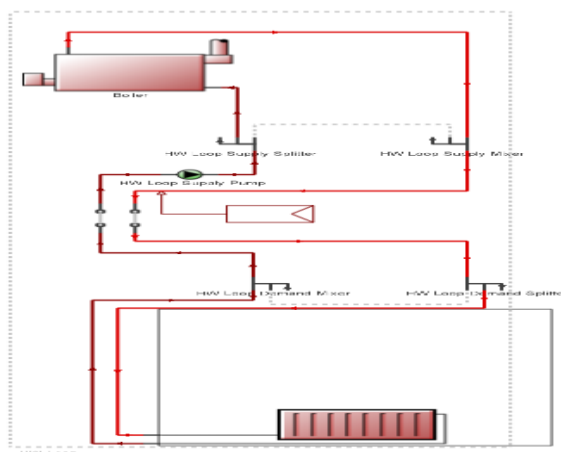 Boiler
HW Loop Supply Splitter
HW Loop Supply Mixer
HW Loop Supply Pump
HW Loop Demand Mixer
HW Loop Demand Splitte